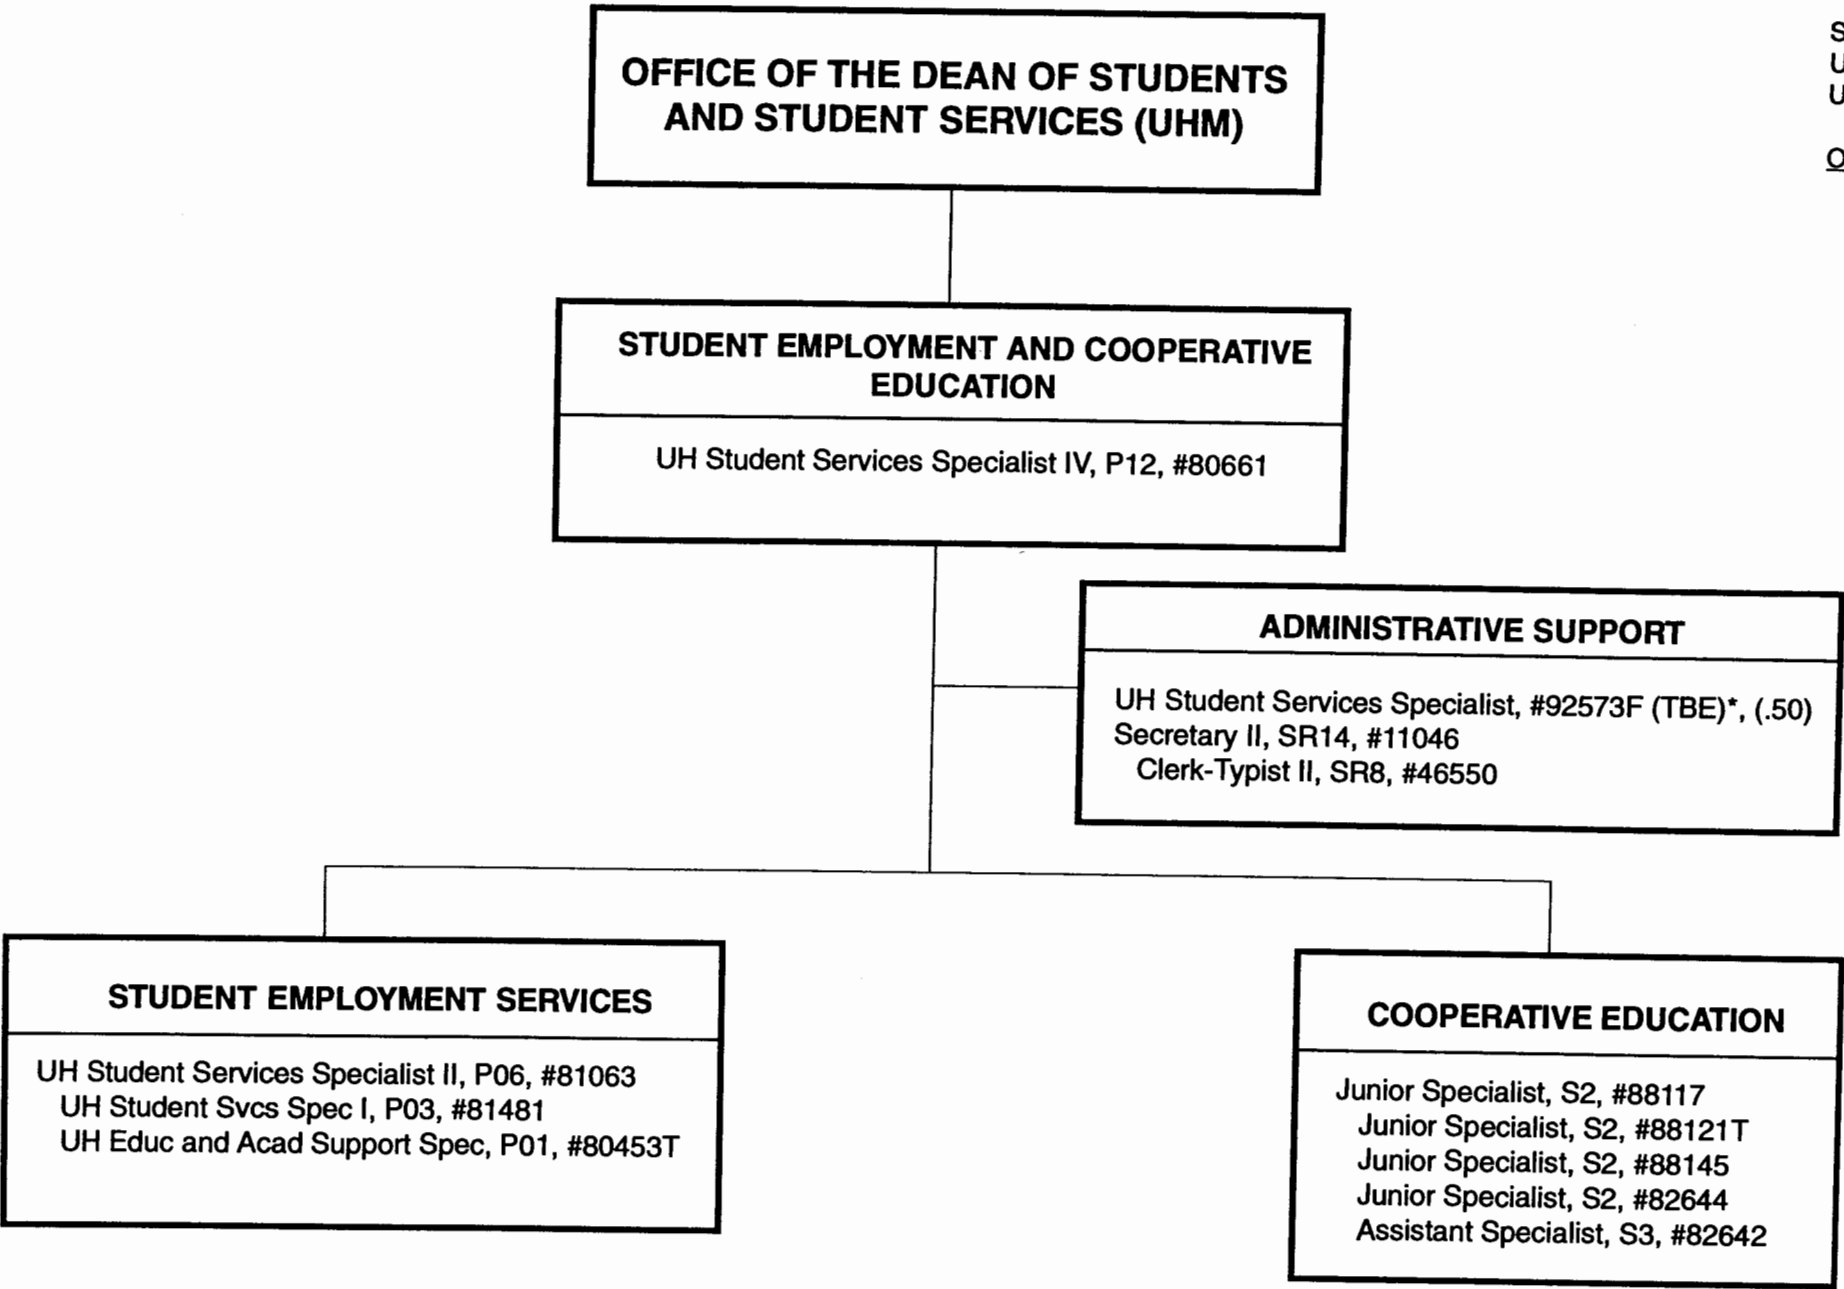 OFFICE OF THE DEAN OF STUDENTS
AND STUDENT SERVICES (UHM)
STUDENT EMPLOYMENT AND COOPERATIVE
EDUCATION
UH Student Services Specialist IV, P12, #80661
ADMINISTRATIVE SUPPORT
UH Student Services Specialist, #92573F (TBE)*, (.50)
Secretary II, SR14, #11046
Clerk-Typist II, SR8, #46550
STUDENT EMPLOYMENT SERVICES
UH Student Services Specialist II, P06, #81063
UH Student Svcs Spec I, P03, #81481
UH Educ and Acad Support Spec, P01, #80453T
COOPERATIVE EDUCATION
Junior Specialist, S2, #88117
Junior Specialist, S2, #88121T
Junior Specialist, S2, #88145
Junior Specialist, S2, #82644
Assistant Specialist, S3, #82642